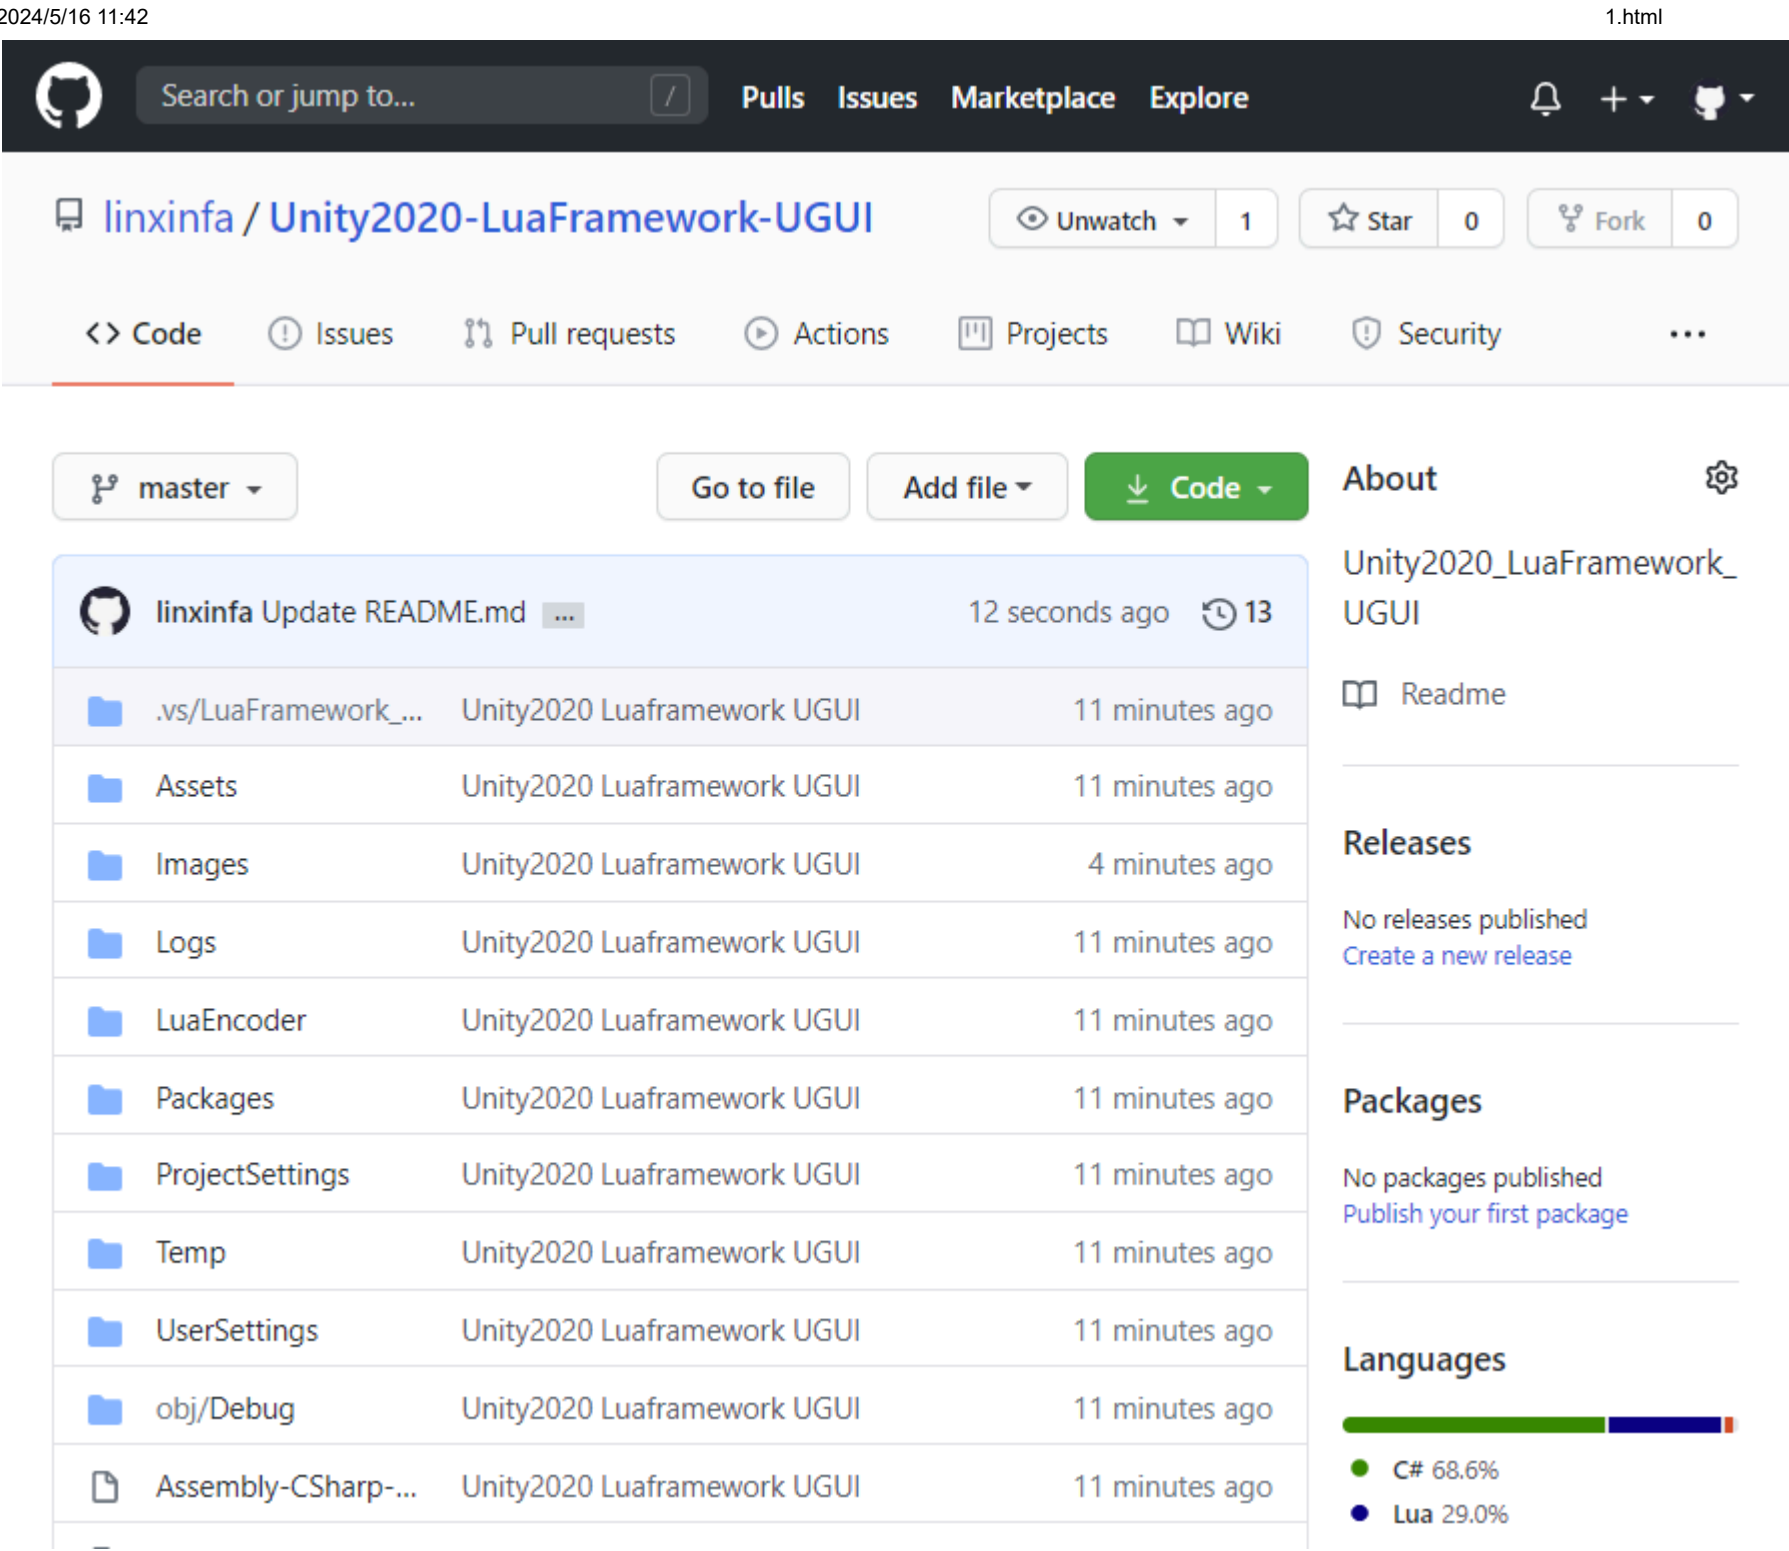 2024/5/16 11:42 1.html
Search or jump to... / Pulls Issues Marketplace Explore
linxinfa / Unity2020-LuaFramework-UGUI Unwatch 1 Star 0 Fork 0
Code Issues Pull requests Actions Projects Wiki Security ...
master Go to file Add file Code
linxinfa Update README.md ... 12 seconds ago 13
.vs/LuaFramework_... Unity2020 Luaframework UGUI 11 minutes ago
Assets Unity2020 Luaframework UGUI 11 minutes ago
Images Unity2020 Luaframework UGUI 4 minutes ago
Logs Unity2020 Luaframework UGUI 11 minutes ago
LuaEncoder Unity2020 Luaframework UGUI 11 minutes ago
Packages Unity2020 Luaframework UGUI 11 minutes ago
ProjectSettings Unity2020 Luaframework UGUI 11 minutes ago
Temp Unity2020 Luaframework UGUI 11 minutes ago
UserSettings Unity2020 Luaframework UGUI 11 minutes ago
obj/Debug Unity2020 Luaframework UGUI 11 minutes ago
Assembly-CSharp-... Unity2020 Luaframework UGUI 11 minutes ago
About
Unity2020_LuaFramework_
UGUI
Readme
Releases
No releases published
Create a new release
Packages
No packages published
Publish your first package
Languages
C# 68.6%
Lua 29.0%